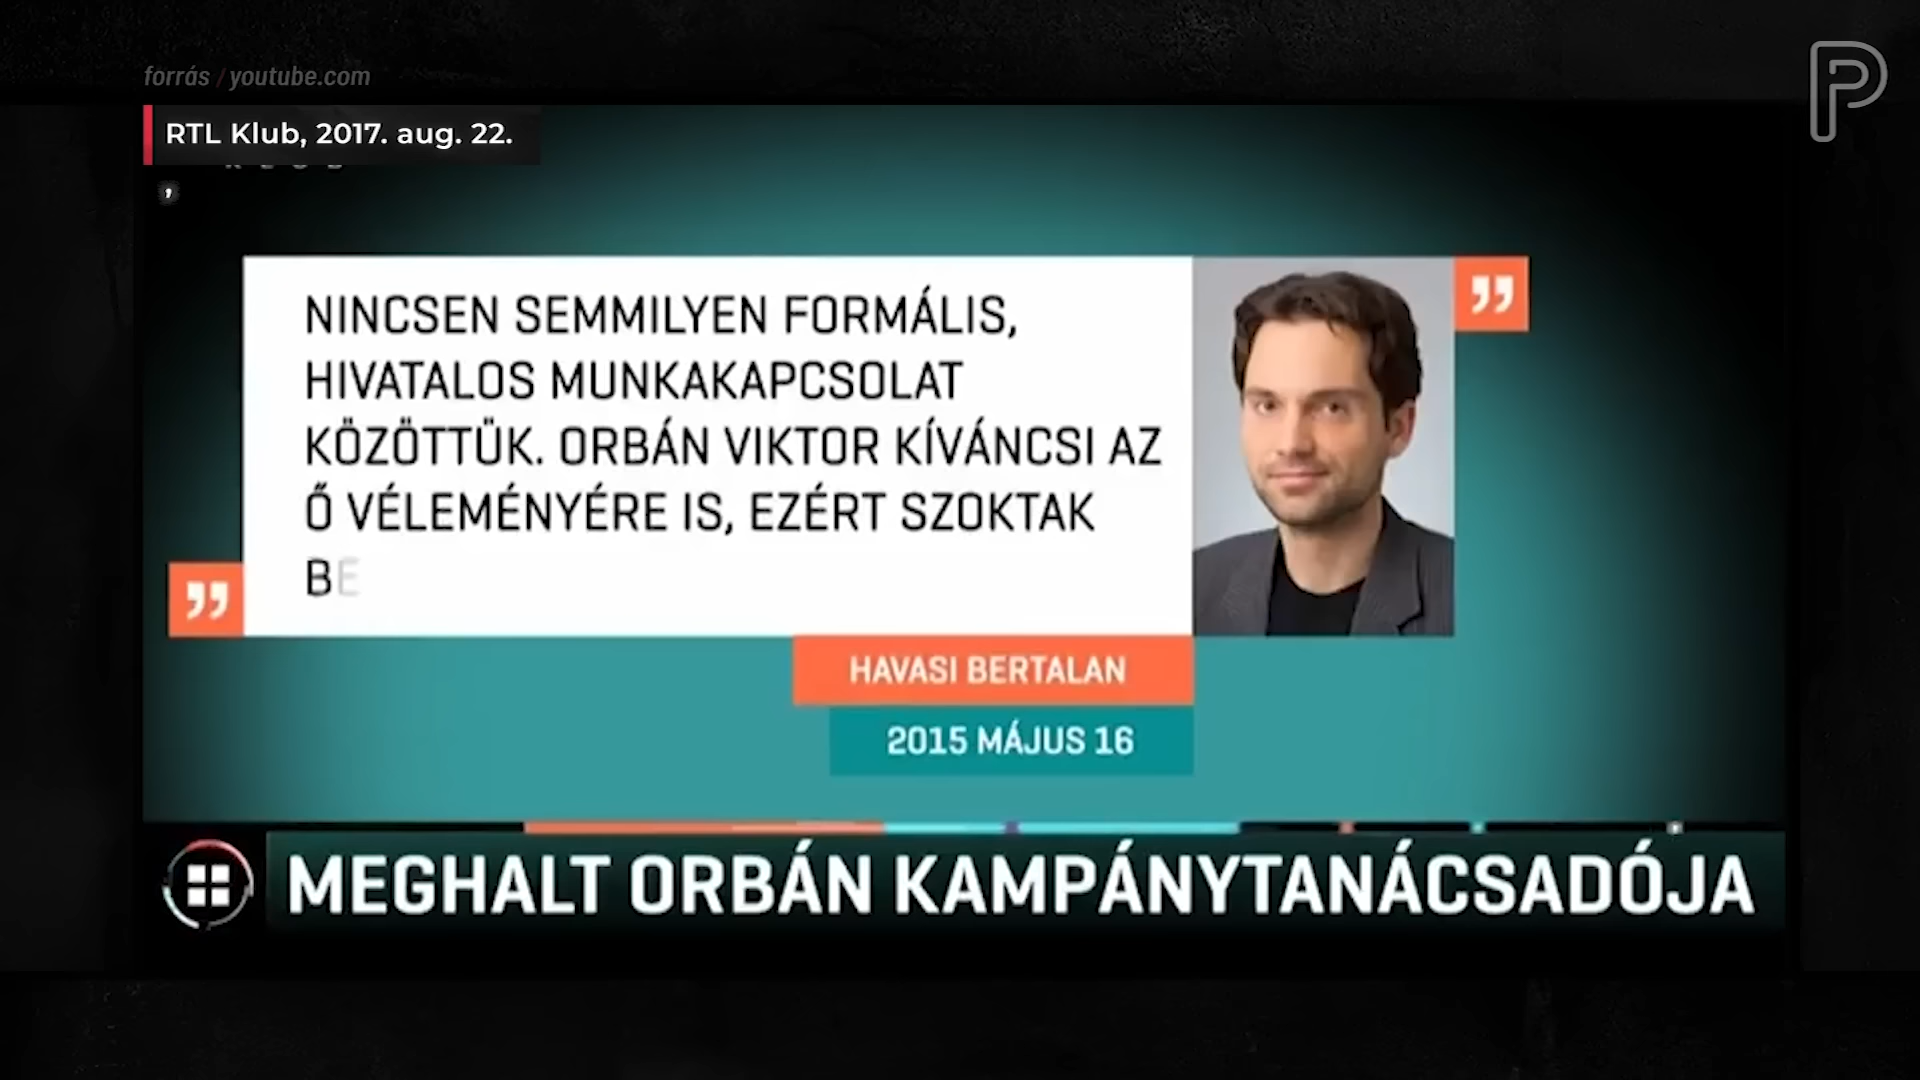 forrás / youtube.com
RTL Klub, 2017. aug. 22.
NINCSEN SEMMILYEN FORMÁLIS,
HIVATALOS MUNKAKAPCSOLAT
KÖZÖTTÜK. ORBÁN VIKTOR KÍVÁNCSI AZ
Ő VÉLEMÉNYÉRE IS, EZÉRT SZOKTAK
BE
HAVASI BERTALAN
2015 MÁJUS 16
MEGHALT ORBÁN KAMPÁNYTANÁCSADÓJA